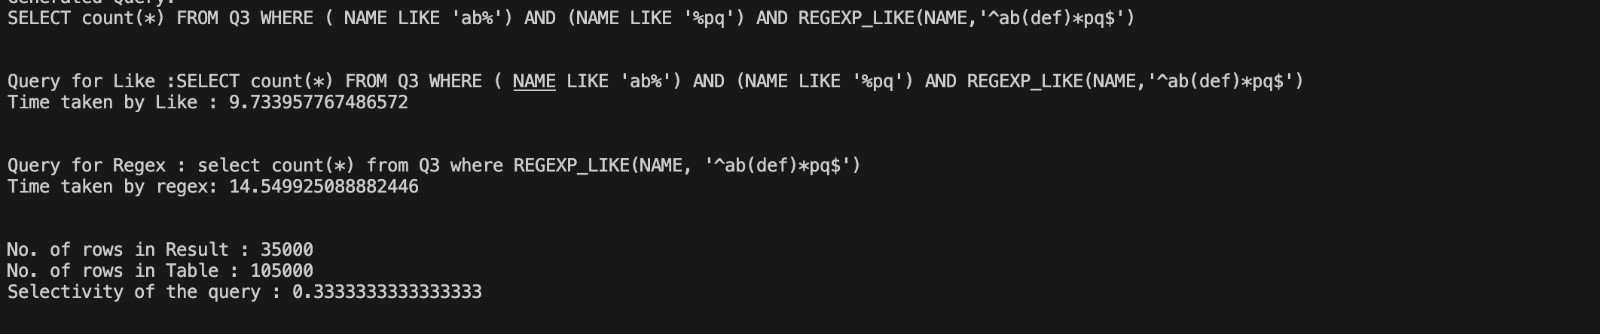 Generated Query:
SELECT count(*) FROM Q3 WHERE ( NAME LIKE 'ab%') AND (NAME LIKE '%pq') AND REGEXP_LIKE(NAME,'^ab(def)*pq$')
Query for Like :SELECT count(*) FROM Q3 WHERE ( NAME LIKE 'ab%') AND (NAME LIKE '%pq') AND REGEXP_LIKE(NAME,'^ab(def)*pq$')
Time taken by Like : 9.733957767486572
Query for Regex : select count(*) from Q3 where REGEXP_LIKE(NAME, '^ab(def)*pq$')
Time taken by regex: 14.549925088882446
No. of rows in Result : 35000
No. of rows in Table : 105000
Selectivity of the query : 0.3333333333333333